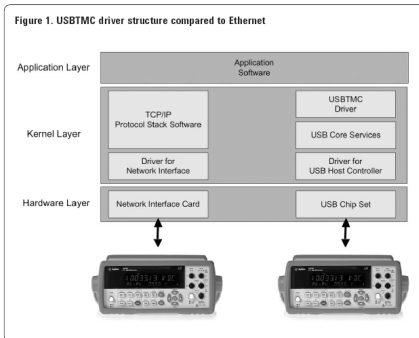 Figure 1. USBTMC driver structure compared to Ethernet
Application Layer
Application
Software
Kernel Layer
TCP/IP
Protocol Stack Software
Driver for
Network Interface
USBTMC
Driver
USB Core Services
Driver for
USB Host Controller
Hardware Layer
Network Interface Card
USB Chip Set